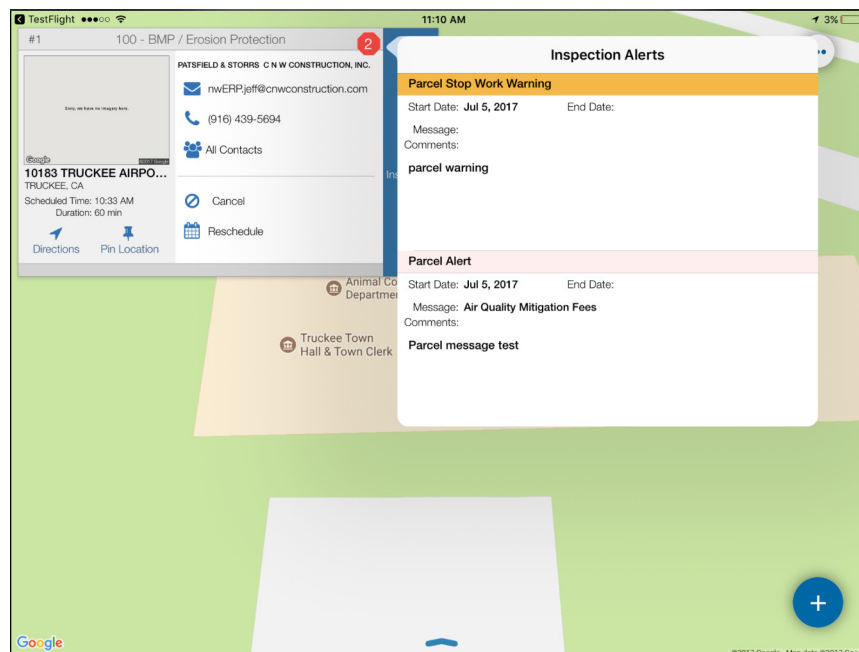 TestFlight
11:10 AM
3%
#1 100 - BMP / Erosion Protection
2
PATSFIELD & STORRS C N W CONSTRUCTION, INC.
nwERP.jeff@cnwconstruction.com
(916) 439-5694
All Contacts
Cancel
Reschedule
Sorry, we have no imagery here.
Google
10183 TRUCKEE AIRPO...
TRUCKEE, CA
Scheduled Time: 10:33 AM
Duration: 60 min
Directions Pin Location
Ins
Inspection Alerts
Parcel Stop Work Warning
Start Date: Jul 5, 2017 End Date:
Message:
Comments:
parcel warning
Parcel Alert
Start Date: Jul 5, 2017 End Date:
Message: Air Quality Mitigation Fees
Comments:
Parcel message test
Animal Co
Departme
Truckee Town
Hall & Town Clerk
Google